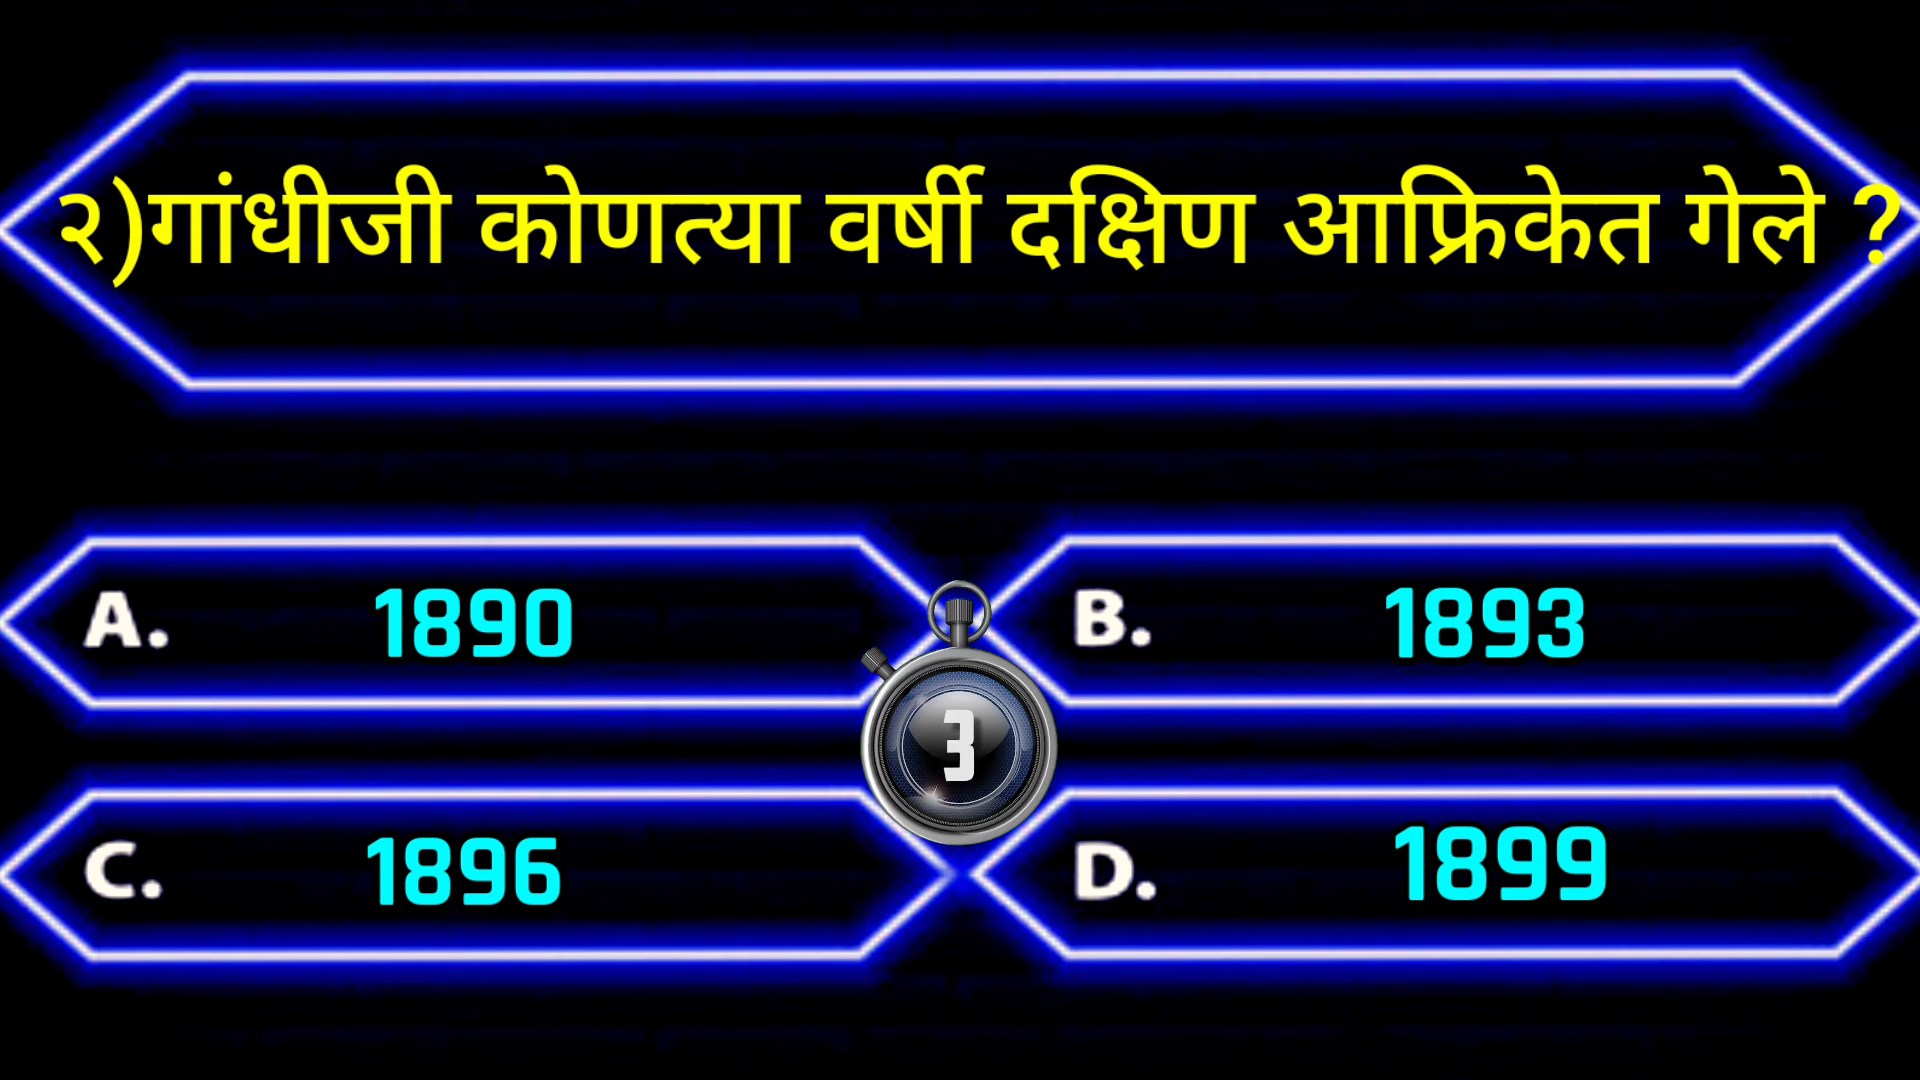 २)गांधीजी कोणत्या वर्षी दक्षिण आफ्रिकेत गेले ?
A. 1890
B. 1893
3
C. 1896
D. 1899